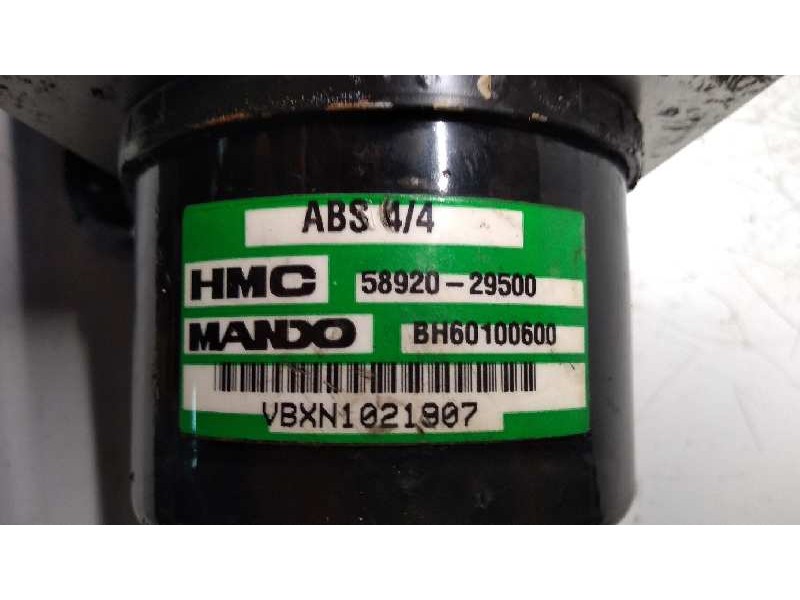 ABS 4/4
HMC 58920-29500
MANDO BH60100600
VBXN1021907